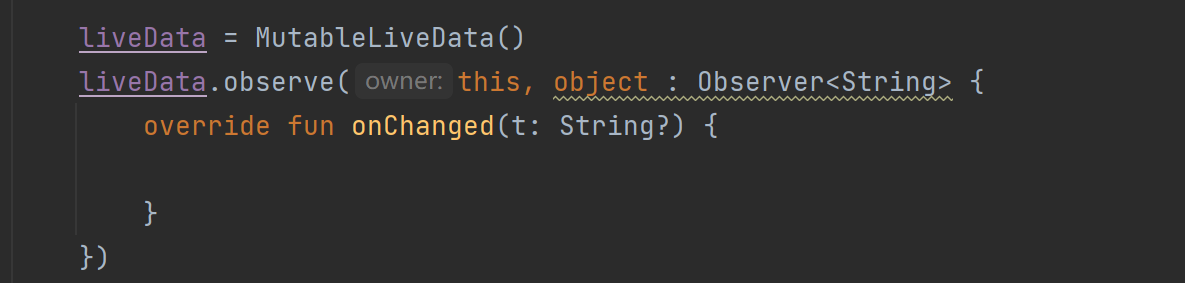 liveData = MutableLiveData()
liveData.observe( owner: this, object : Observer<String> {
override fun onChanged(t: String?) {
}
})